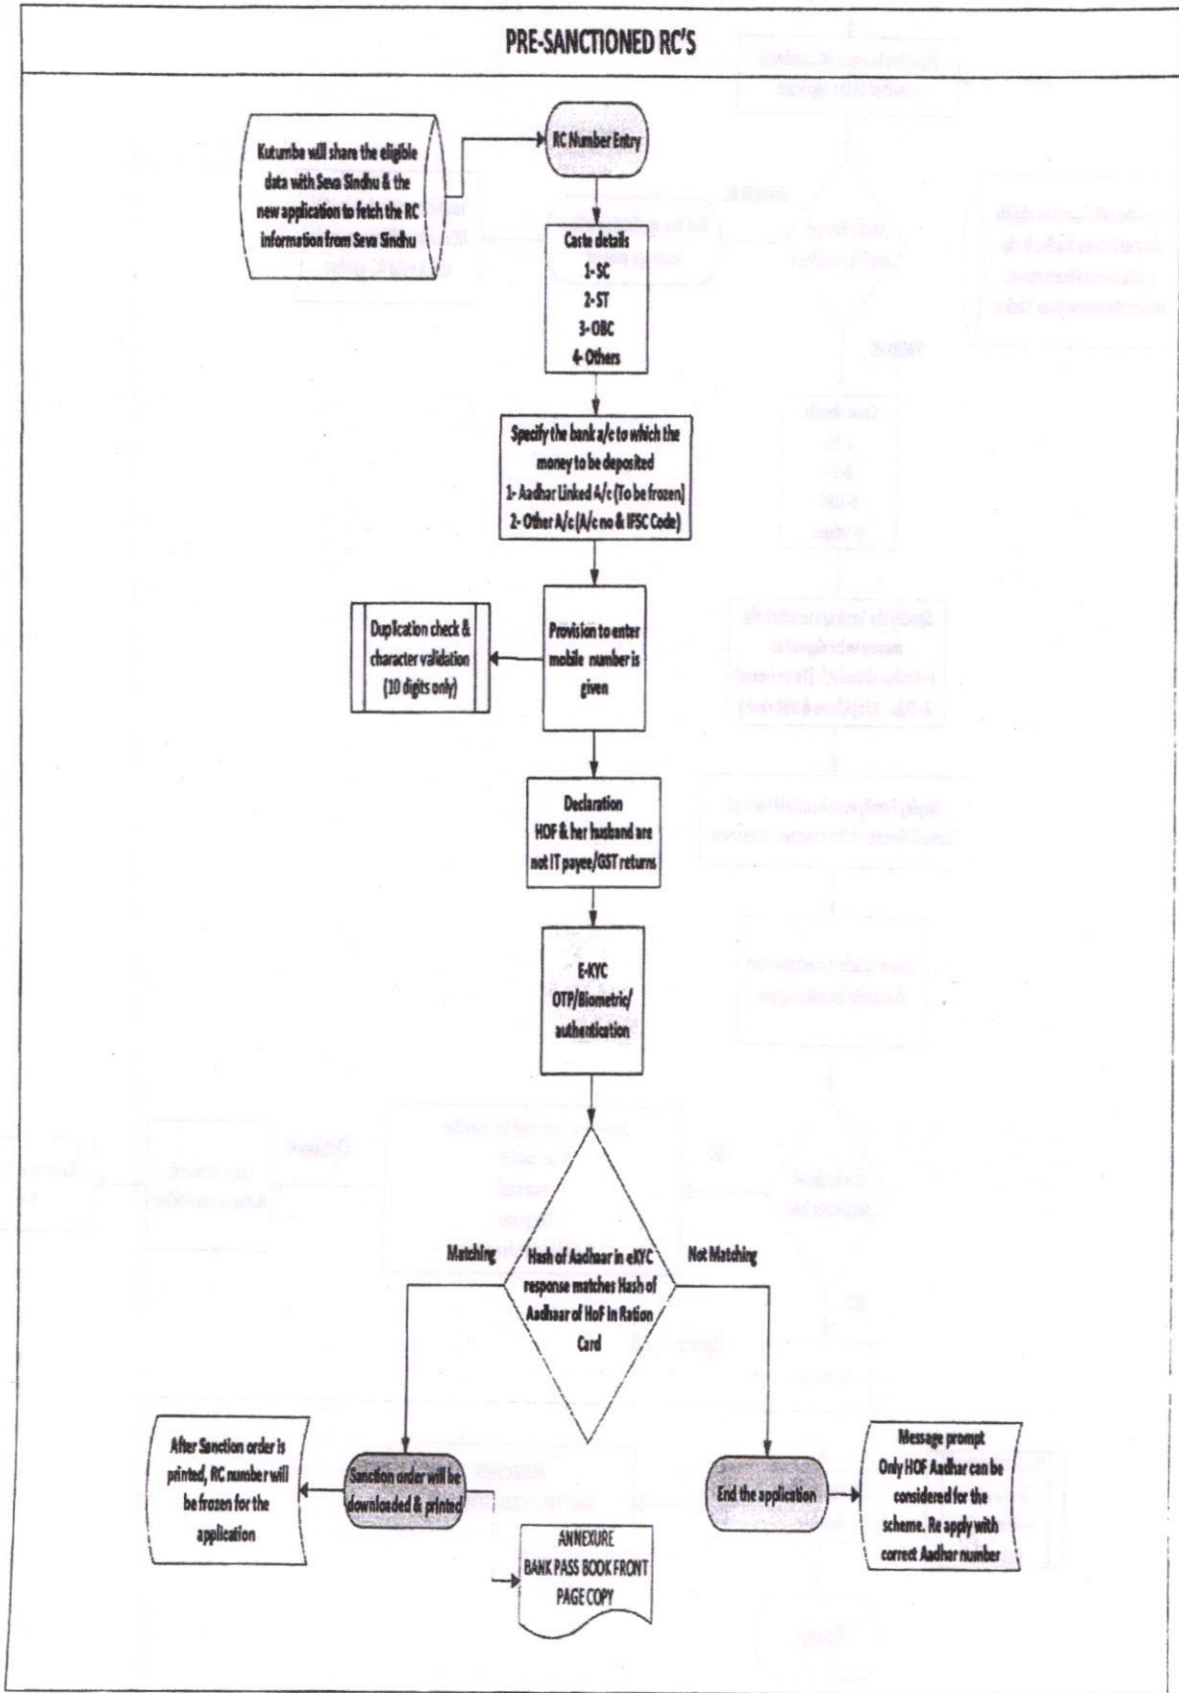 PRE-SANCTIONED RC'S
Kutumba will share the eligible
data with Seva Sindhu & the
new application to fetch the RC
information from Seva Sindhu
RC Number Entry
Caste details
1- SC
2- ST
3- OBC
4- Others
Specify the bank a/c to which the
money to be deposited
1- Aadhar Linked A/c (To be frozen)
2- Other A/c (A/c no & IFSC Code)
Duplication check &
character validation
(10 digits only)
Provision to enter
mobile number is
given
Declaration
HOF & her husband are
not IT payee/GST returns
E-KYC
OTP/Biometric/
authentication
Matching
Hash of Aadhaar in eKYC
response matches Hash of
Aadhaar of HoF in Ration
Card
Not Matching
After Sanction order is
printed, RC number will
be frozen for the
application
Sanction order will be
downloaded & printed
End the application
Message prompt
Only HOF Aadhar can be
considered for the
scheme. Re apply with
correct Aadhar number
ANNEXURE
BANK PASS BOOK FRONT
PAGE COPY